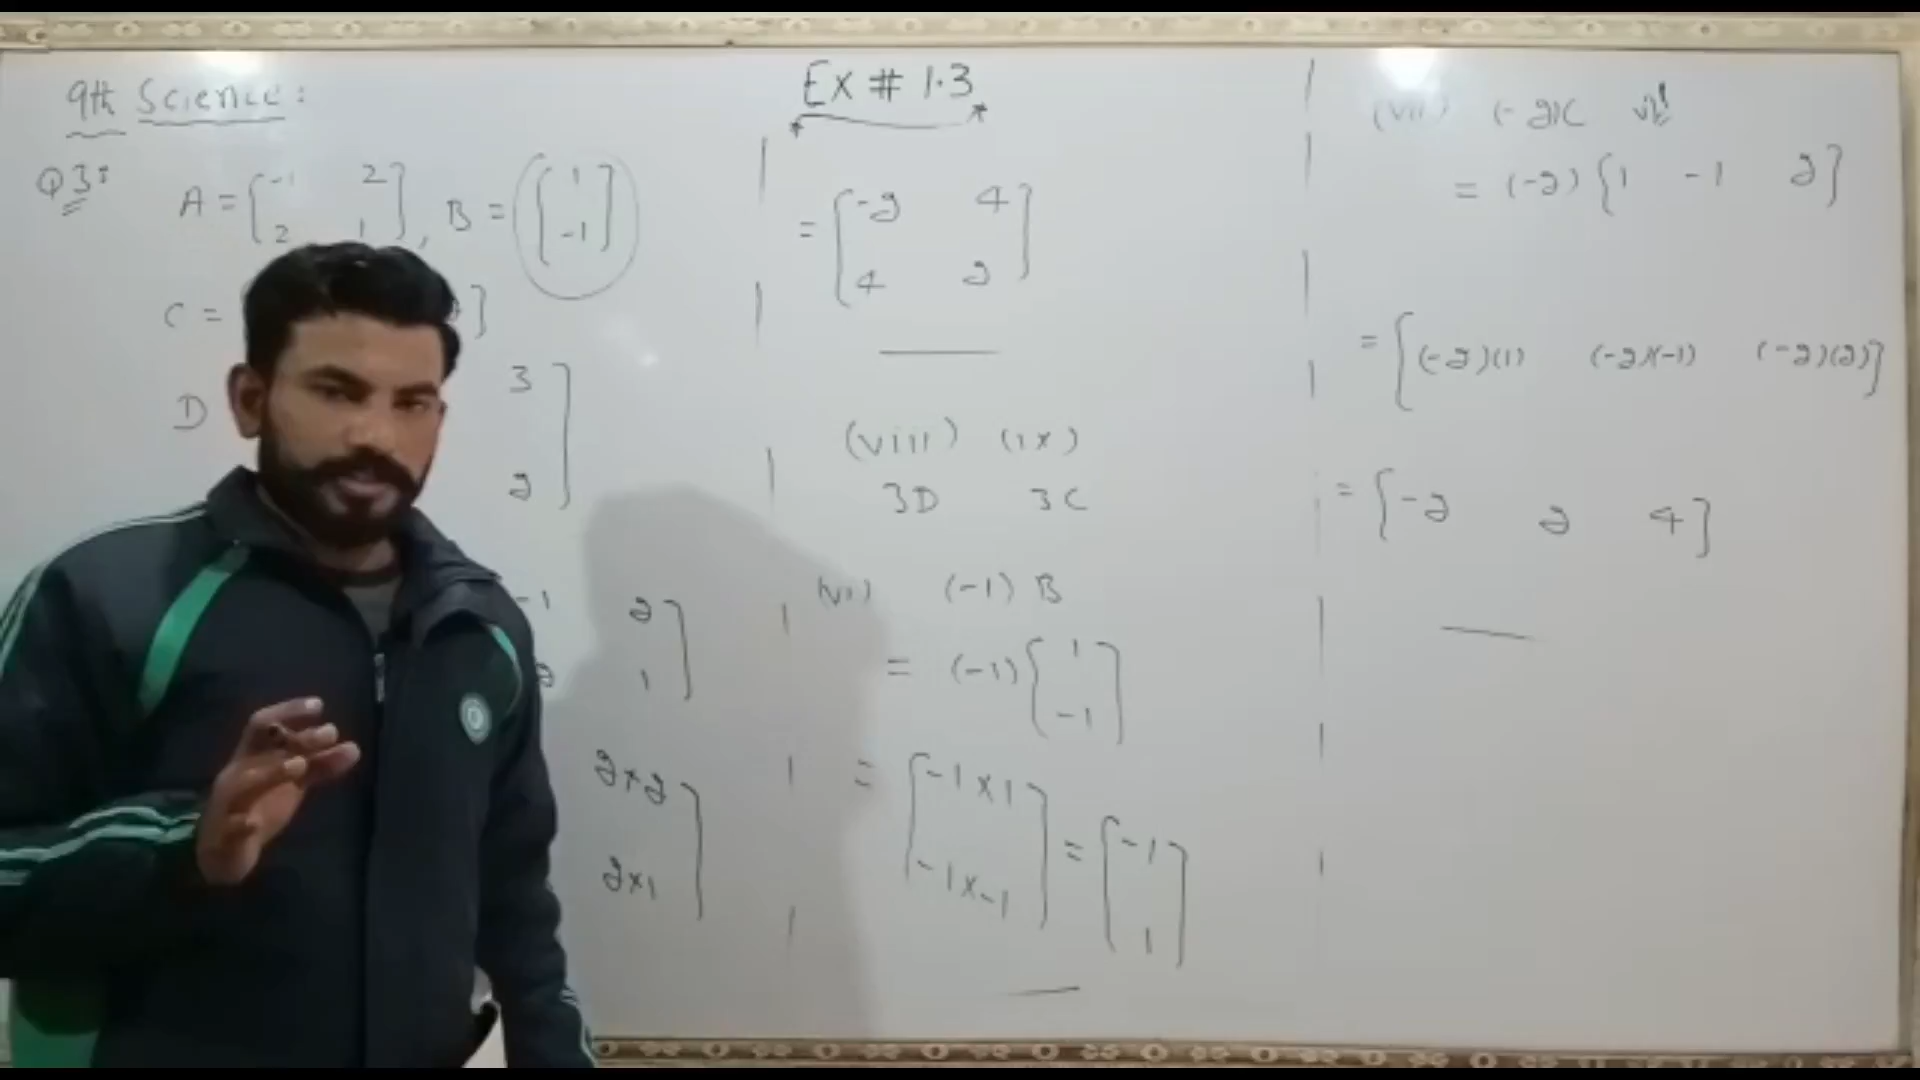 9th Science:
Ex # 1.3
Q3:
A = [-1 2
2 1], B = [1
-1]
C = ]
D 3
2
-1 2
2 1
2×2
2×1
= [-2 4
4 2]
(viii) (ix)
3D 3C
(vi) (-1) B
= (-1) [1
-1]
= [-1×1
-1×-1] = [-1
1]
(vii) (-2)C
= (-2) [1 -1 2]
= [(-2)(1) (-2)(-1) (-2)(2)]
= [-2 2 4]